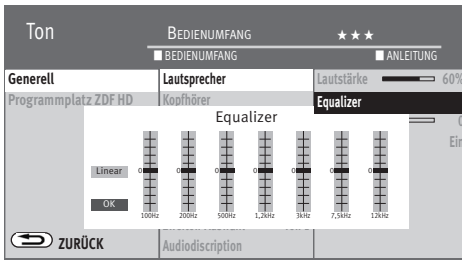 Ton
BEDIENUMFANG ★★★
BEDIENUMFANG ANLEITUNG
Generell
Programmplatz ZDF HD
Lautsprecher
Kopfhörer
Lautstärke 60%
Equalizer
Equalizer
Linear
OK
0 0 0 0 0 0 0
100Hz 200Hz 500Hz 1,2kHz 3kHz 7,5kHz 12kHz
Audiodiscription
ZURÜCK